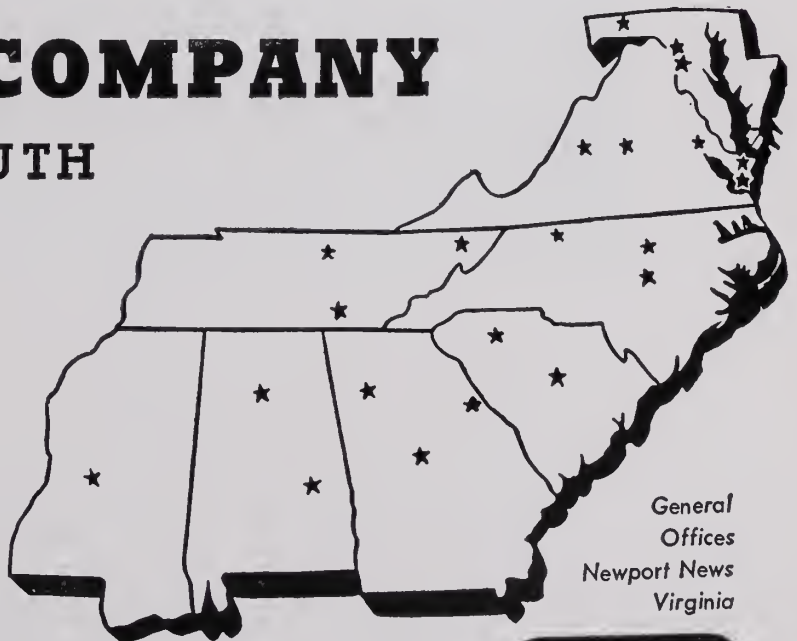 COMPANY
UTH
General
Offices
Newport News
Virginia